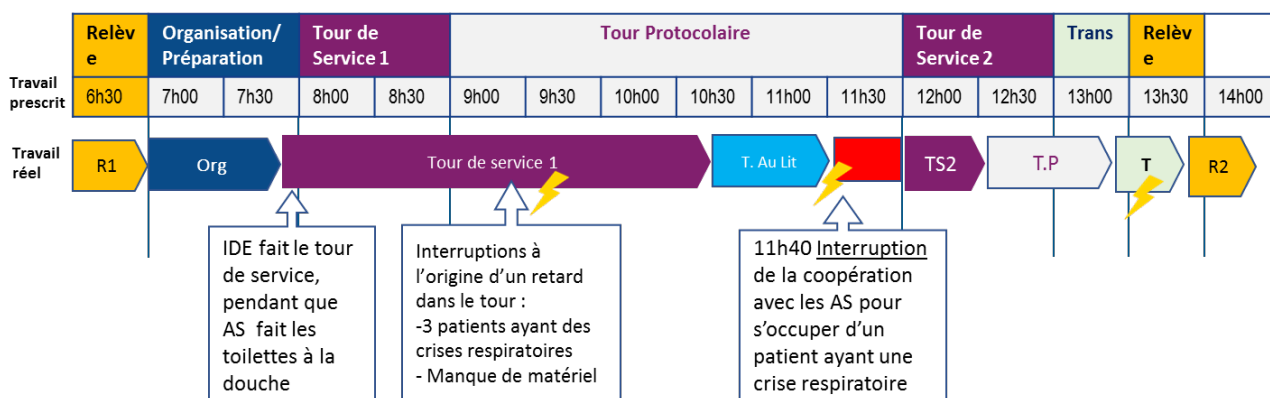 Relèv
e
Organisation/
Préparation
Tour de
Service 1
Tour Protocolaire
Tour de
Service 2
Trans
Relèv
e
Travail
prescrit
6h30 7h00 7h30 8h00 8h30 9h00 9h30 10h00 10h30 11h00 11h30 12h00 12h30 13h00 13h30 14h00
Travail
réel
R1 Org Tour de service 1 T. Au Lit TS2 T.P T R2
IDE fait le tour
de service,
pendant que
AS fait les
toilettes à la
douche
Interruptions à
l’origine d’un retard
dans le tour :
-3 patients ayant des
crises respiratoires
- Manque de matériel
11h40 Interruption
de la coopération
avec les AS pour
s’occuper d’un
patient ayant une
crise respiratoire